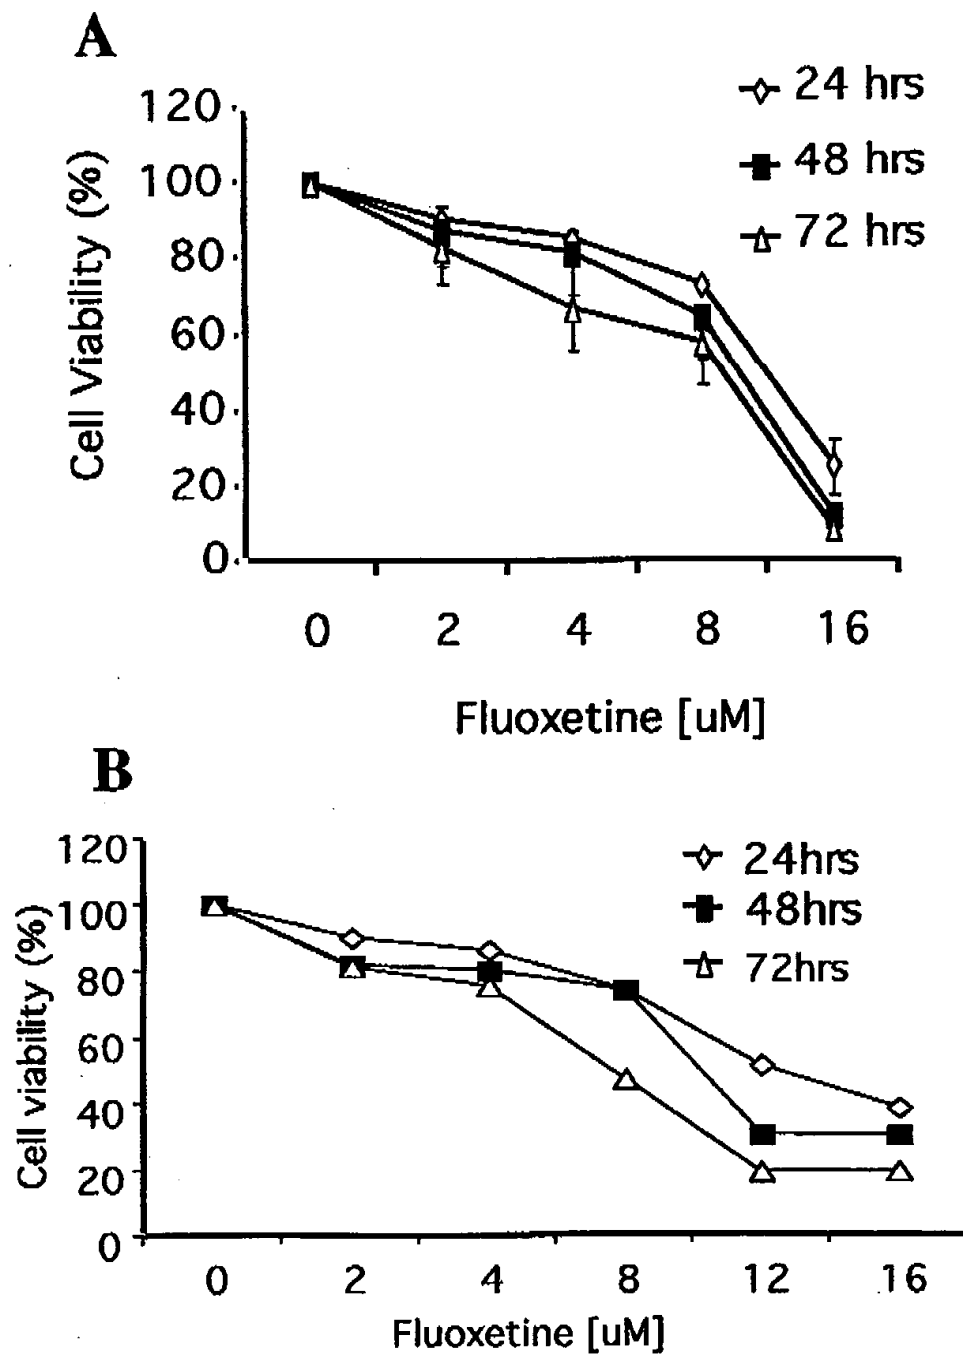 A
24 hrs
48 hrs
72 hrs
120
100
80
60
40
20
0
Cell Viability (%)
0 2 4 8 16
Fluoxetine [uM]
B
24hrs
48hrs
72hrs
120
100
80
60
40
20
0
Cell viability (%)
0 2 4 8 12 16
Fluoxetine [uM]